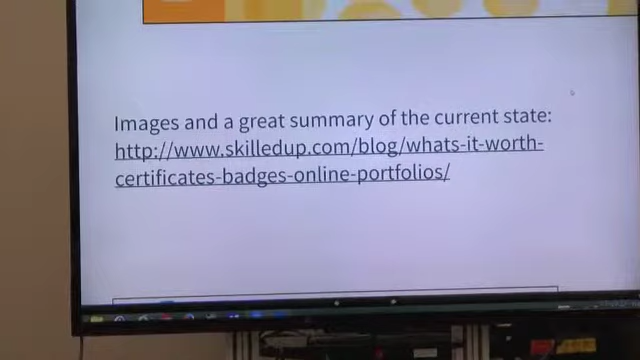 Images and a great summary of the current state:
http://www.skilledup.com/blog/whats-it-worth-
certificates-badges-online-portfolios/